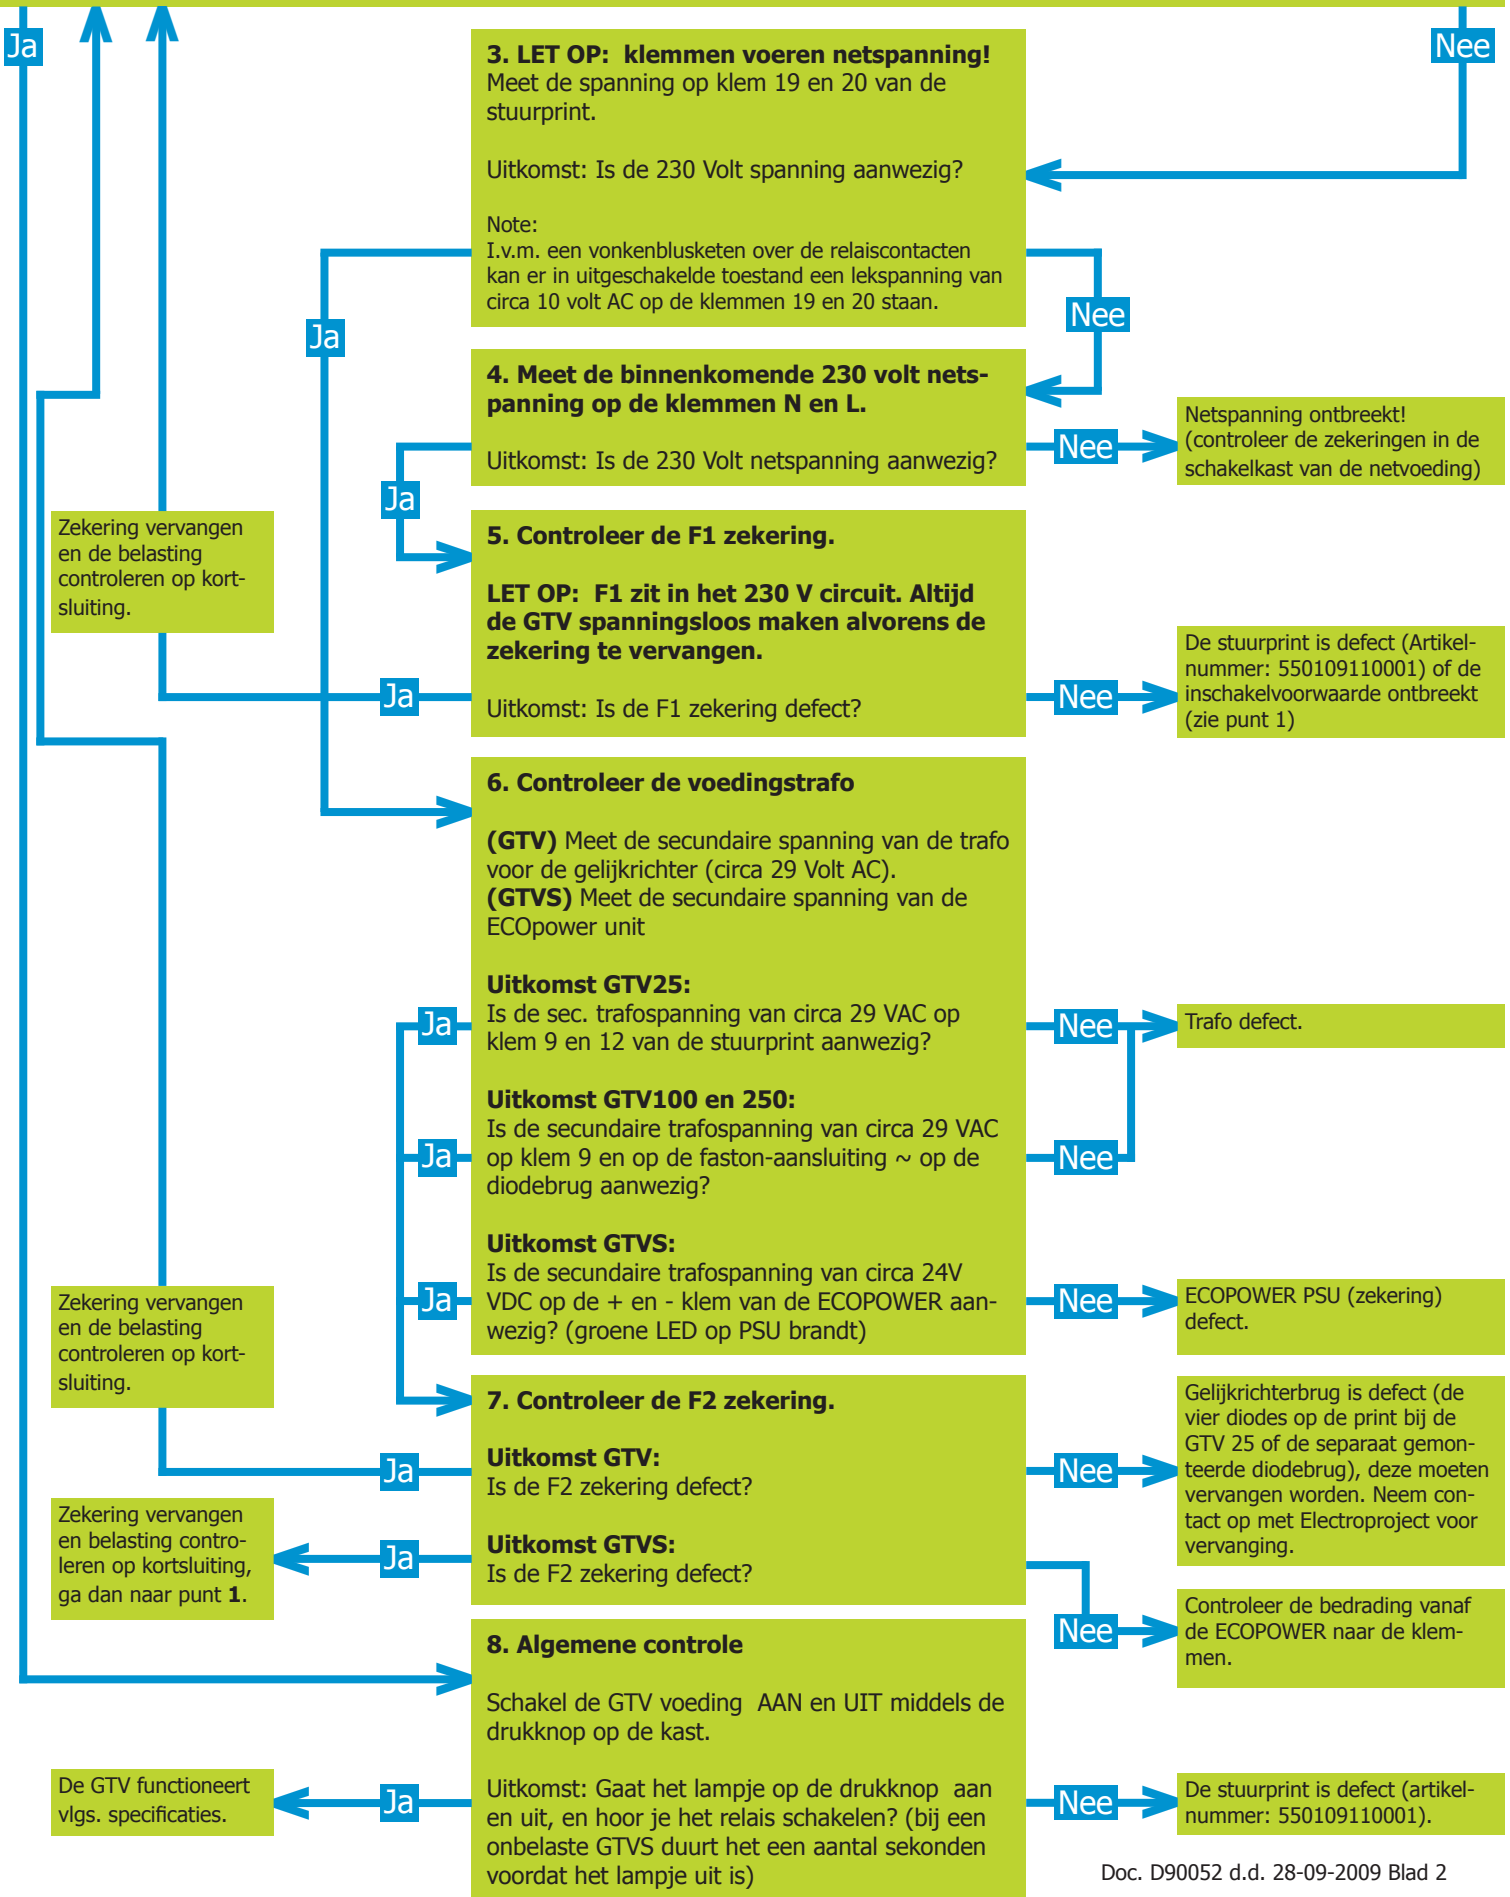 Ja
Nee
3. LET OP:  klemmen voeren netspanning!
Meet de spanning op klem 19 en 20 van de
stuurprint.
Uitkomst: Is de 230 Volt spanning aanwezig?
Note:
I.v.m. een vonkenblusketen over de relaiscontacten
kan er in uitgeschakelde toestand een lekspanning van
circa 10 volt AC op de klemmen 19 en 20 staan.
Ja
Nee
4. Meet de binnenkomende 230 volt nets-
panning op de klemmen N en L.
Uitkomst: Is de 230 Volt netspanning aanwezig?
Ja
Nee
Netspanning ontbreekt!
(controleer de zekeringen in de
schakelkast van de netvoeding)
Zekering vervangen
en de belasting
controleren op kort-
sluiting.
5. Controleer de F1 zekering.
LET OP:  F1 zit in het 230 V circuit. Altijd
de GTV spanningsloos maken alvorens de
zekering te vervangen.
Uitkomst: Is de F1 zekering defect?
Ja
Nee
De stuurprint is defect (Artikel-
nummer: 550109110001) of de
inschakelvoorwaarde ontbreekt
(zie punt 1)
6. Controleer de voedingstrafo
(GTV) Meet de secundaire spanning van de trafo
voor de gelijkrichter (circa 29 Volt AC).
(GTVS) Meet de secundaire spanning van de
ECOpower unit
Uitkomst GTV25:
Is de sec. trafospanning van circa 29 VAC op
klem 9 en 12 van de stuurprint aanwezig?
Ja
Nee
Trafo defect.
Uitkomst GTV100 en 250:
Is de secundaire trafospanning van circa 29 VAC
op klem 9 en op de faston-aansluiting ~ op de
diodebrug aanwezig?
Ja
Nee
Uitkomst GTVS:
Is de secundaire trafospanning van circa 24V
VDC op de + en - klem van de ECOPOWER aan-
wezig? (groene LED op PSU brandt)
Ja
Nee
ECOPOWER PSU (zekering)
defect.
Zekering vervangen
en de belasting
controleren op kort-
sluiting.
7. Controleer de F2 zekering.
Uitkomst GTV:
Is de F2 zekering defect?
Ja
Nee
Gelijkrichterbrug is defect (de
vier diodes op de print bij de
GTV 25 of de separaat gemon-
teerde diodebrug), deze moeten
vervangen worden. Neem con-
tact op met Electroproject voor
vervanging.
Uitkomst GTVS:
Is de F2 zekering defect?
Ja
Zekering vervangen
en belasting contro-
leren op kortsluiting,
ga dan naar punt 1.
Nee
Controleer de bedrading vanaf
de ECOPOWER naar de klem-
men.
8. Algemene controle
Schakel de GTV voeding  AAN en UIT middels de
drukknop op de kast.
Uitkomst: Gaat het lampje op de drukknop  aan
en uit, en hoor je het relais schakelen? (bij een
onbelaste GTVS duurt het een aantal sekonden
voordat het lampje uit is)
Ja
De GTV functioneert
vlgs. specificaties.
Nee
De stuurprint is defect (artikel-
nummer: 550109110001).
Doc. D90052 d.d. 28-09-2009 Blad 2